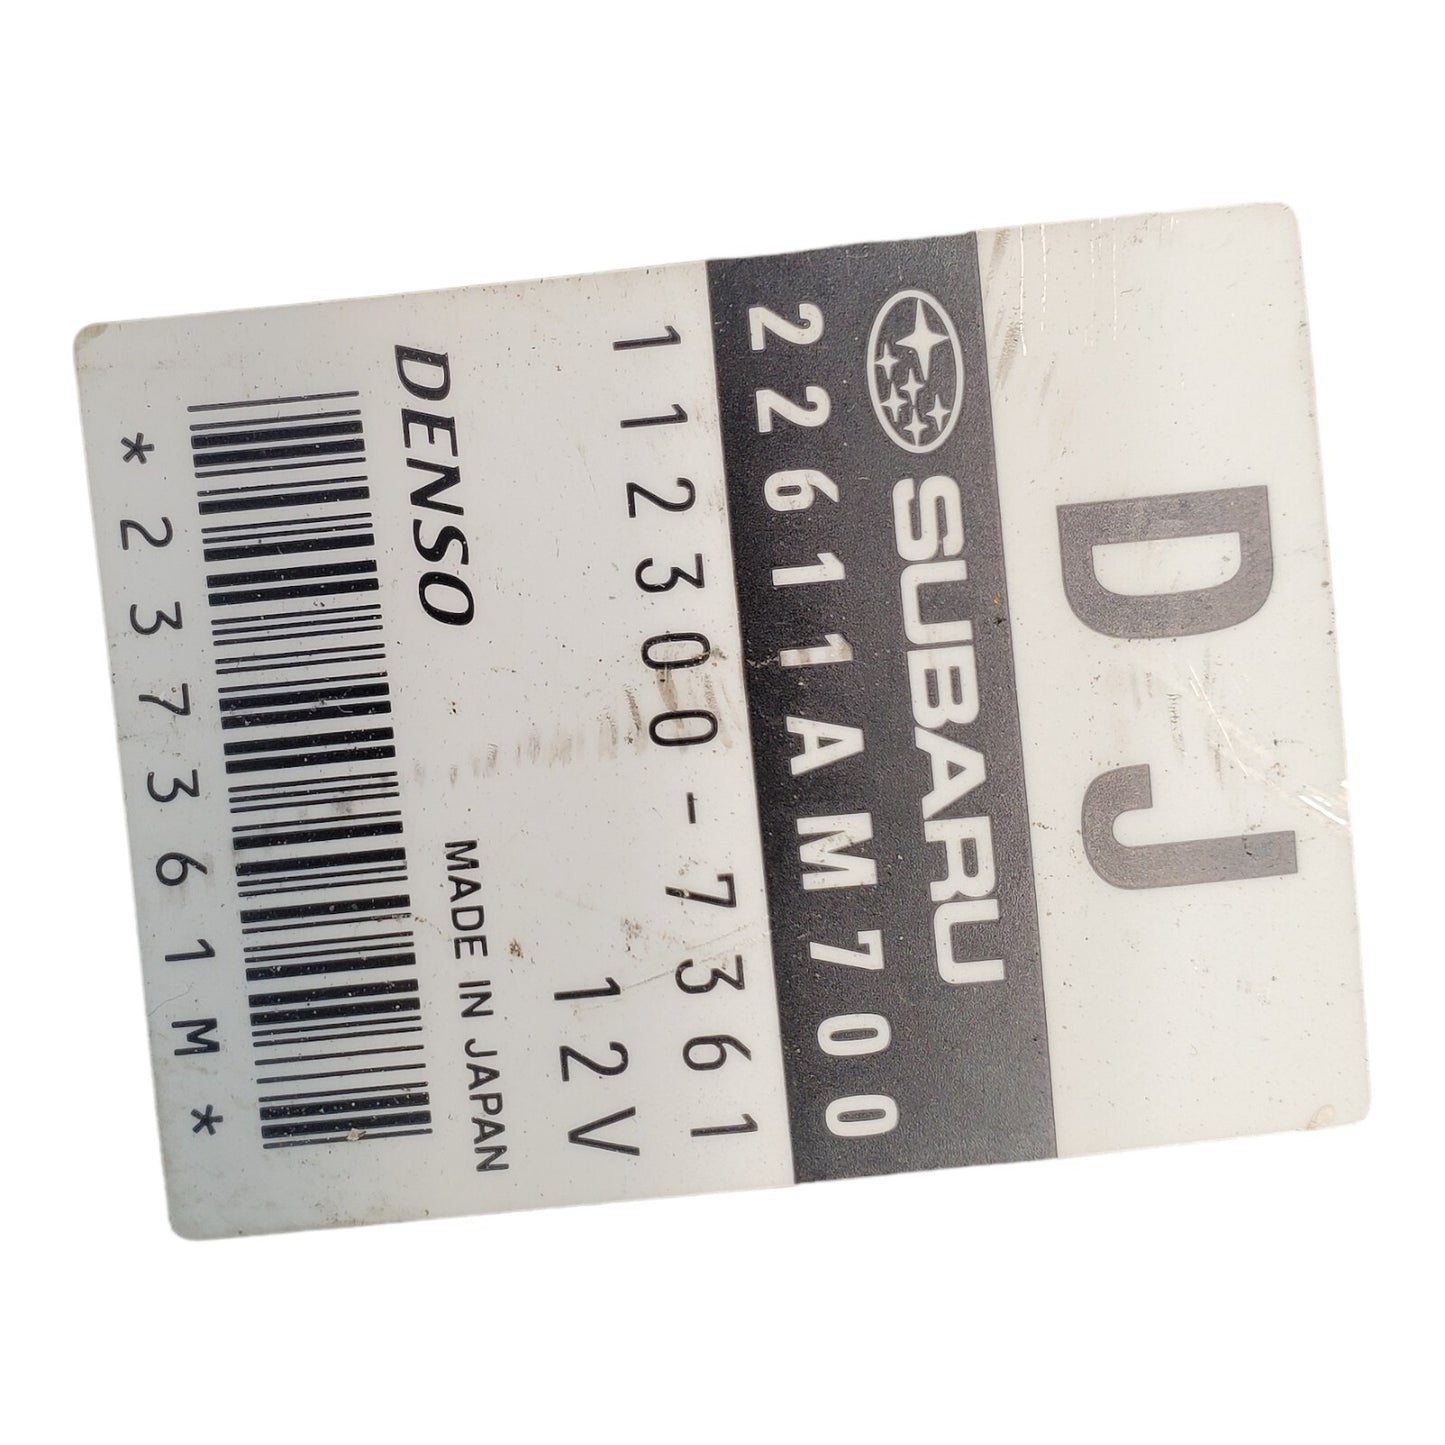 DJ
SUBARU
22611AM700
112300-7361
12V
DENSO
MADE IN JAPAN
*237361M*